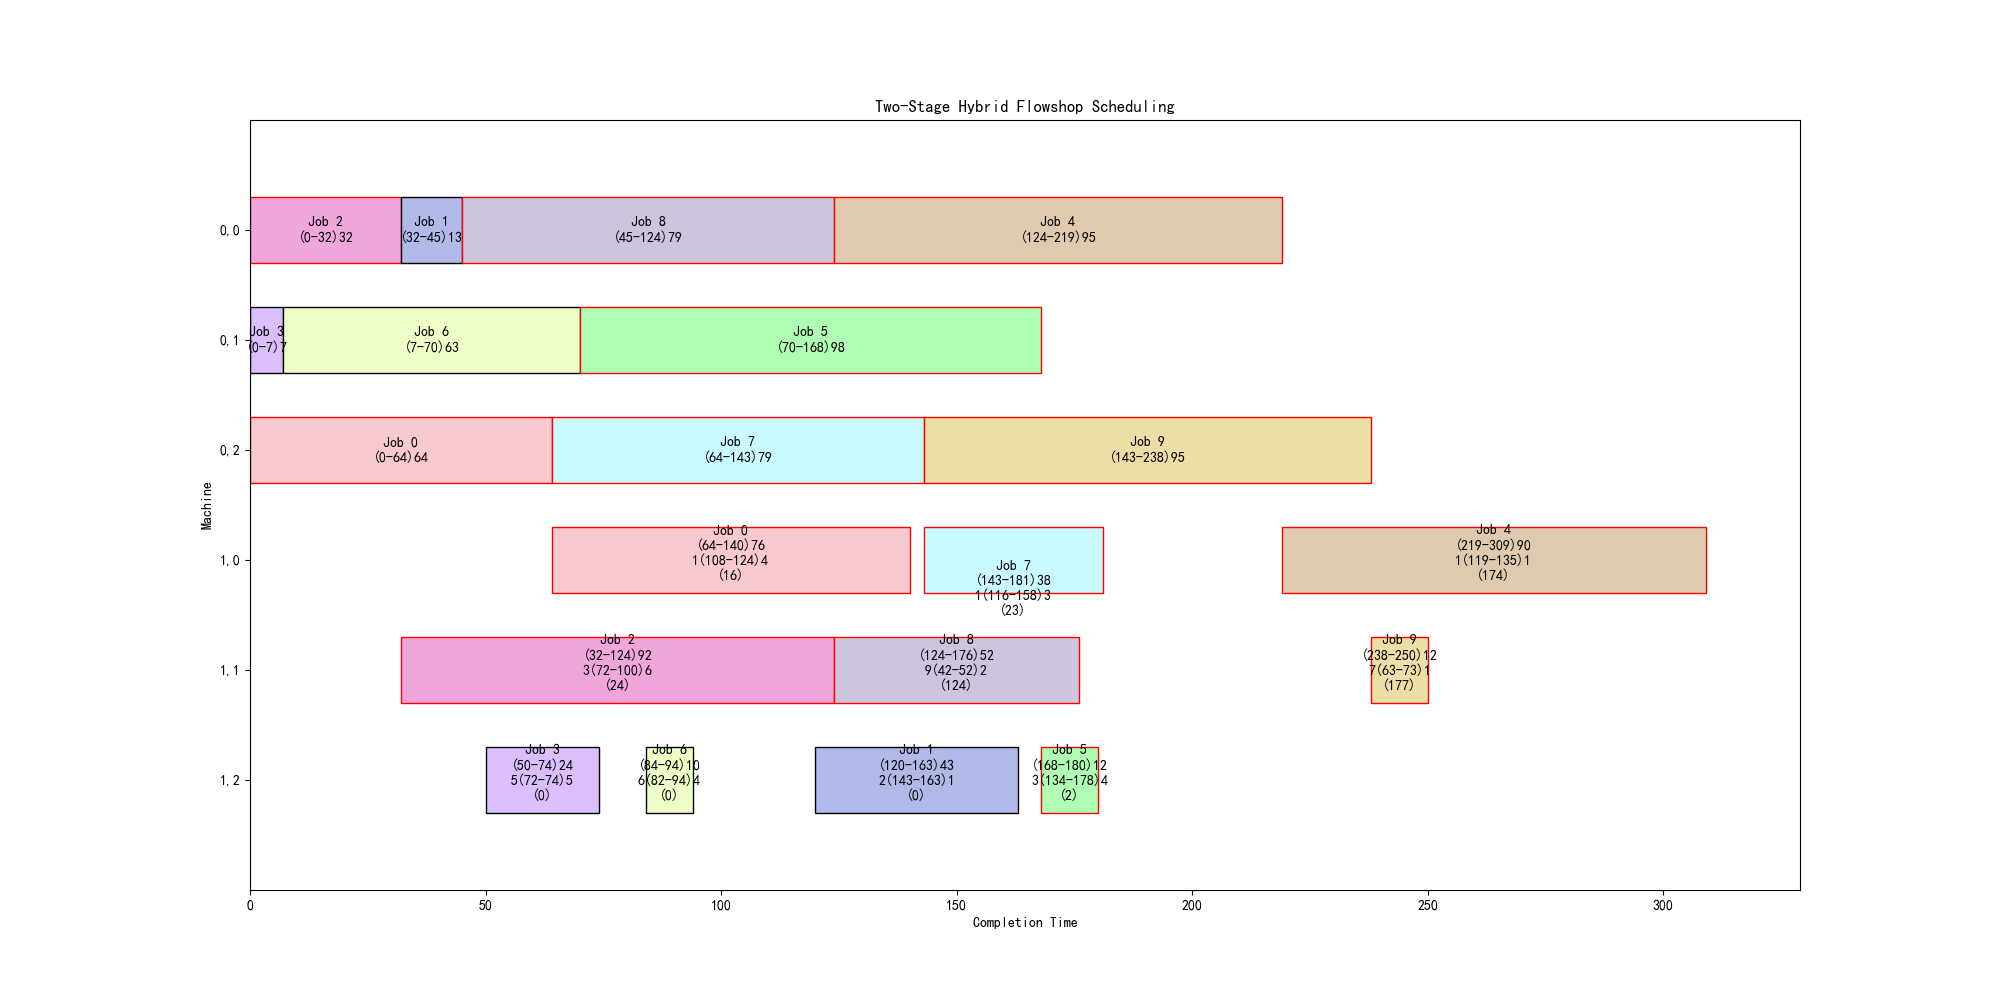 Two-Stage Hybrid Flowshop Scheduling
Machine
0,0
Job 2
(0-32)32
Job 1
(32-45)13
Job 8
(45-124)79
Job 4
(124-219)95
0,1
Job 3
(0-7)7
Job 6
(7-70)63
Job 5
(70-168)98
0,2
Job 0
(0-64)64
Job 7
(64-143)79
Job 9
(143-238)95
1,0
Job 0
(64-140)76
1(108-124)4
(16)
Job 7
(143-181)38
1(116-158)3
(23)
Job 4
(219-309)90
1(119-135)1
(174)
1,1
Job 2
(32-124)92
3(72-100)6
(24)
Job 8
(124-176)52
9(42-52)2
(124)
Job 9
(238-250)12
7(63-73)1
(177)
1,2
Job 3
(50-74)24
5(72-74)5
(0)
Job 6
(84-94)10
6(82-94)4
(0)
Job 1
(120-163)43
2(143-163)1
(0)
Job 5
(168-180)12
3(134-178)4
(2)
0
50
100
150
200
250
300
Completion Time